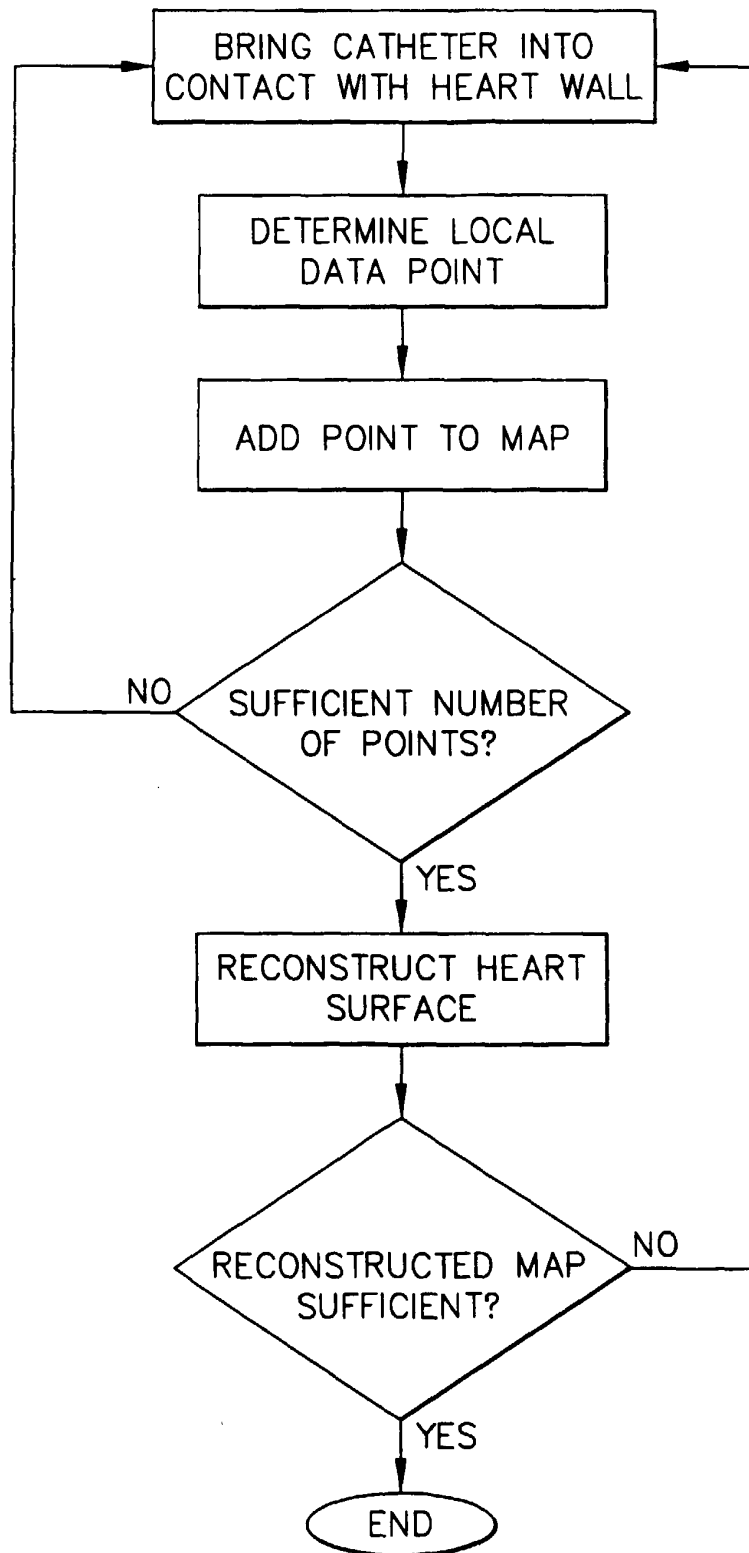 BRING CATHETER INTO
CONTACT WITH HEART WALL
DETERMINE LOCAL
DATA POINT
ADD POINT TO MAP
NO
SUFFICIENT NUMBER
OF POINTS?
YES
RECONSTRUCT HEART
SURFACE
NO
RECONSTRUCTED MAP
SUFFICIENT?
YES
END